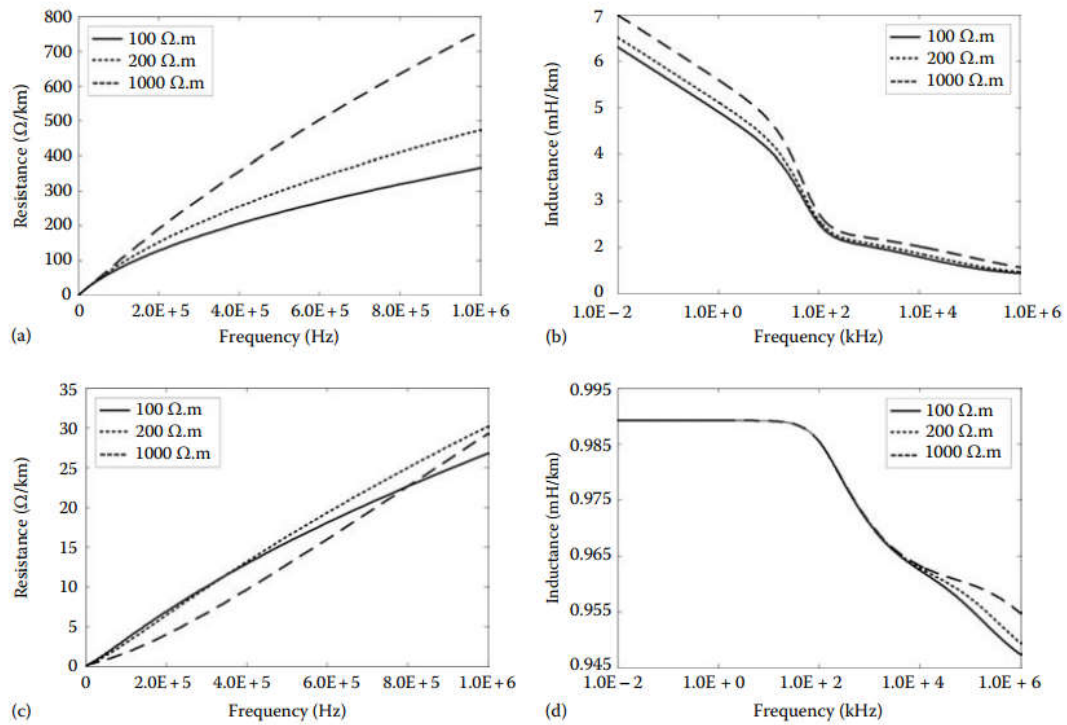 800
700
600
500
400
300
200
100
0
Resistance (Ω/km)
100 Ω.m
200 Ω.m
1000 Ω.m
0 2.0E + 5 4.0E + 5 6.0E + 5 8.0E + 5 1.0E + 6
(a) Frequency (Hz)
7
6
5
4
3
2
1
0
Inductance (mH/km)
100 Ω.m
200 Ω.m
1000 Ω.m
1.0E − 2 1.0E + 0 1.0E + 2 1.0E + 4 1.0E + 6
(b) Frequency (kHz)
35
30
25
20
15
10
5
0
Resistance (Ω/km)
100 Ω.m
200 Ω.m
1000 Ω.m
0 2.0E + 5 4.0E + 5 6.0E + 5 8.0E + 5 1.0E + 6
(c) Frequency (Hz)
0.995
0.985
0.975
0.965
0.955
0.945
Inductance (mH/km)
100 Ω.m
200 Ω.m
1000 Ω.m
1.0E − 2 1.0E + 0 1.0E + 2 1.0E + 4 1.0E + 6
(d) Frequency (kHz)